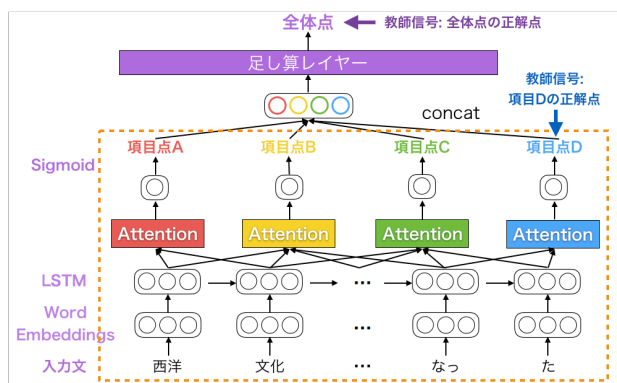 全体点
教師信号: 全体点の正解点
足し算レイヤー
教師信号:
項目Dの正解点
concat
項目点A
項目点B
項目点C
項目点D
Sigmoid
Attention
Attention
Attention
Attention
LSTM
...
Word
Embeddings
...
入力文
西洋
文化
...
なっ
た